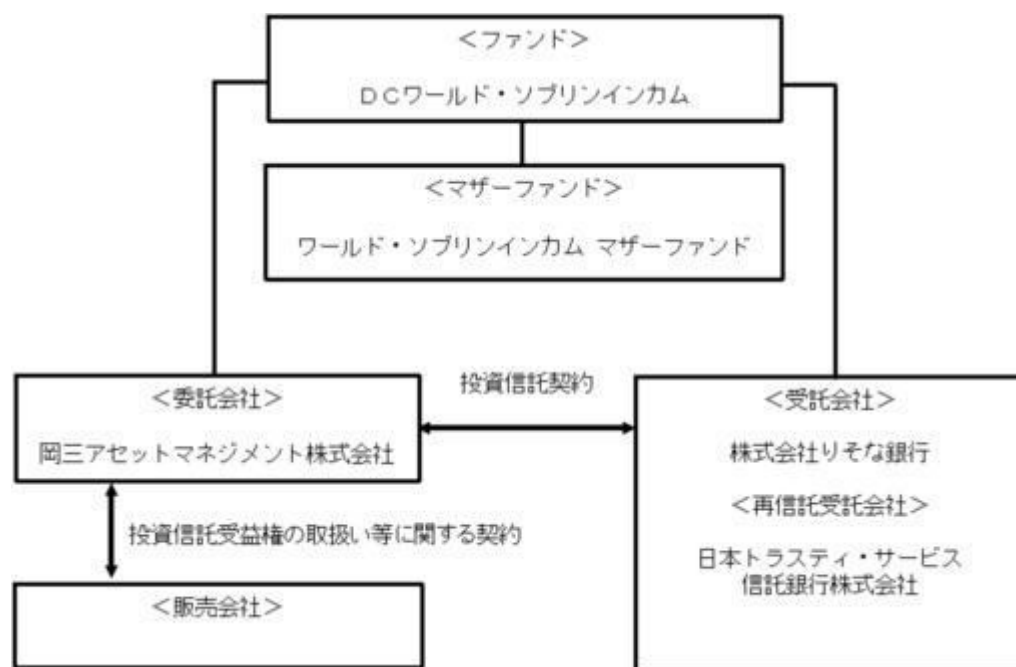 ＜ファンド＞
ＤＣワールド・ソブリンインカム
＜マザーファンド＞
ワールド・ソブリンインカム マザーファンド
＜委託会社＞
岡三アセットマネジメント株式会社
投資信託契約
＜受託会社＞
株式会社りそな銀行
＜再信託受託会社＞
日本トラスティ・サービス
信託銀行株式会社
投資信託受益権の取扱い等に関する契約
＜販売会社＞